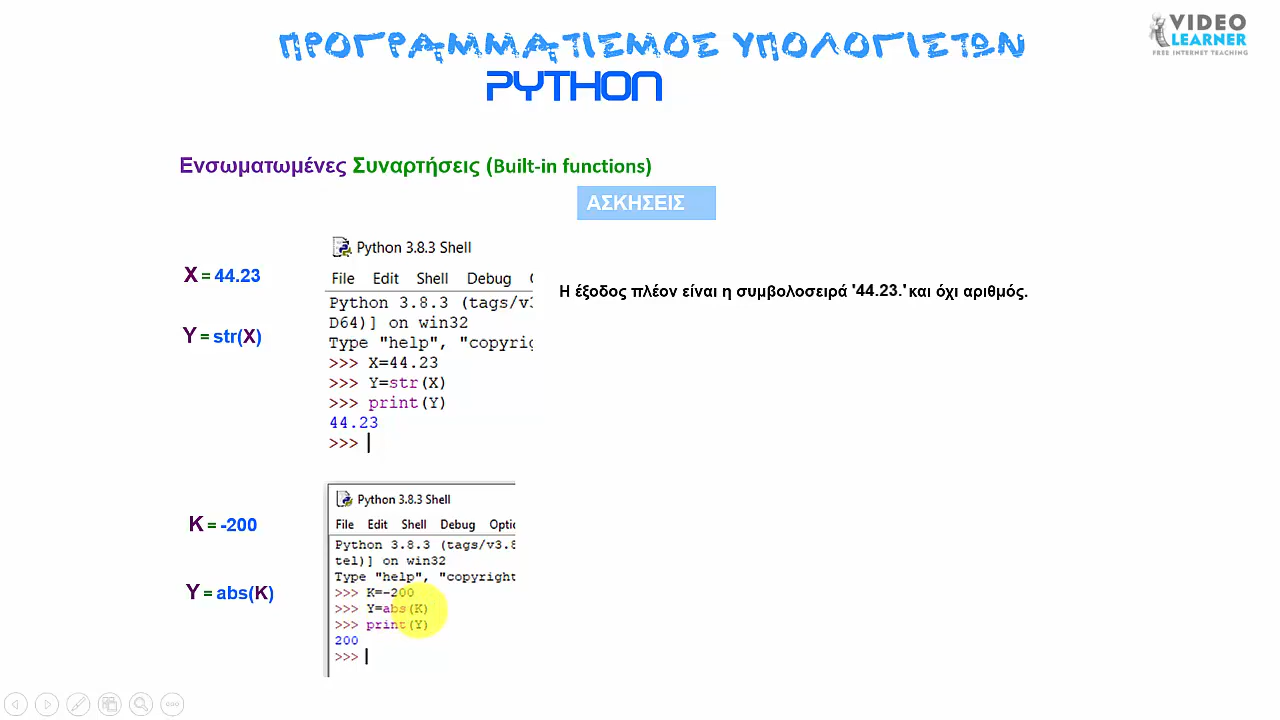 ΠΡΟΓΡΑΜΜΑΤΙΣΜΟΣ ΥΠΟΛΟΓΙΣΤΩΝ
PYTHON
VIDEO
LEARNER
FREE INTERNET TEACHING
Ενσωματωμένες Συναρτήσεις (Built-in functions)
ΑΣΚΗΣΕΙΣ
X = 44.23
Y = str(X)
Python 3.8.3 Shell
File Edit Shell Debug
Python 3.8.3 (tags/v3
D64)] on win32
Type "help", "copyrig
>>> X=44.23
>>> Y=str(X)
>>> print(Y)
44.23
>>>
Η έξοδος πλέον είναι η συμβολοσειρά '44.23.' και όχι αριθμός.
K = -200
Y = abs(K)
Python 3.8.3 Shell
File Edit Shell Debug Optio
Python 3.8.3 (tags/v3.8
tel)] on win32
Type "help", "copyright
>>> K=-200
>>> Y=abs(K)
>>> print(Y)
200
>>>